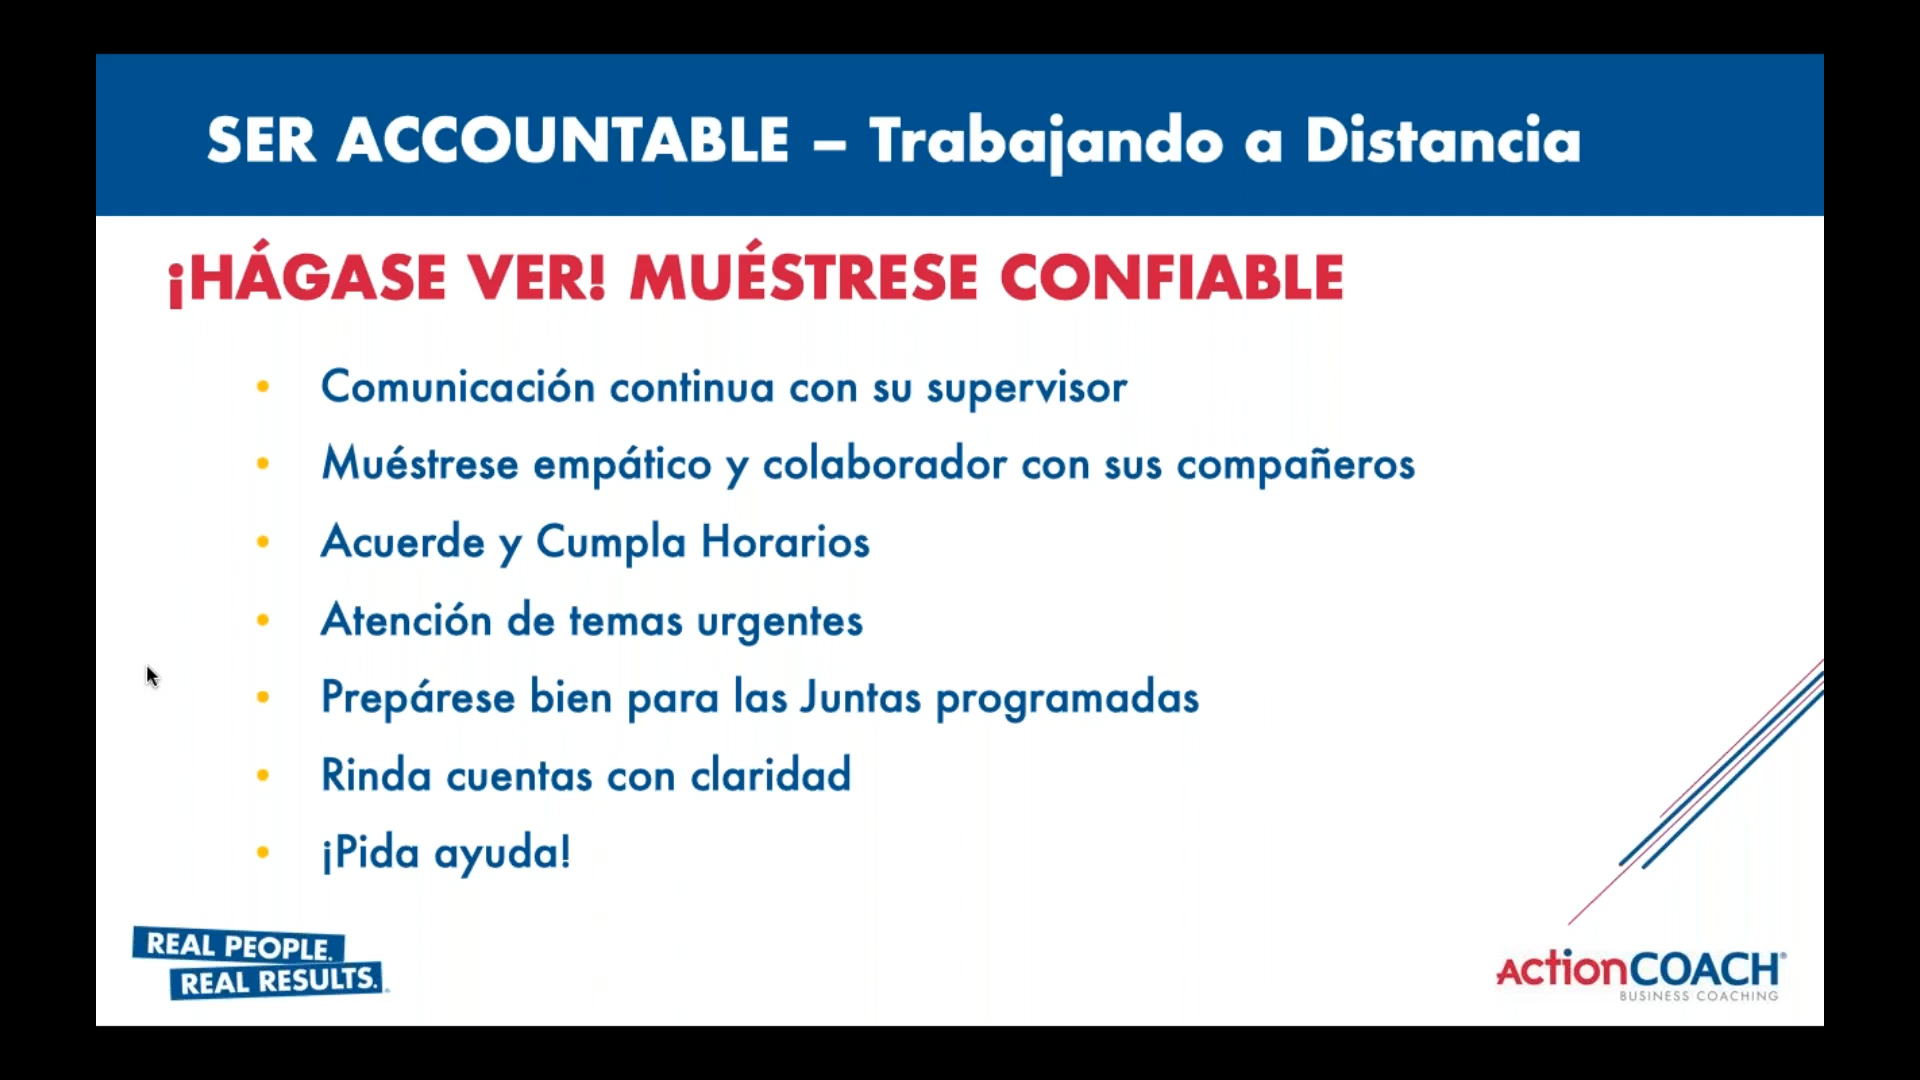 SER ACCOUNTABLE – Trabajando a Distancia
¡HÁGASE VER! MUÉSTRESE CONFIABLE
• Comunicación continua con su supervisor
• Muéstrese empático y colaborador con sus compañeros
• Acuerde y Cumpla Horarios
• Atención de temas urgentes
• Prepárese bien para las Juntas programadas
• Rinda cuentas con claridad
• ¡Pida ayuda!
REAL PEOPLE.
REAL RESULTS.
ActionCOACH®
BUSINESS COACHING